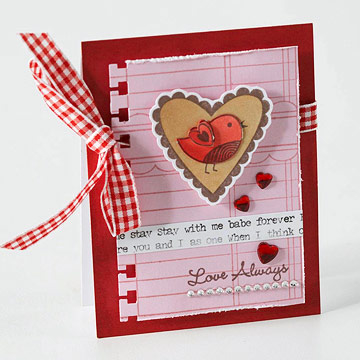 stay Stay with me babe forever
you and I as one when I think
Love Always